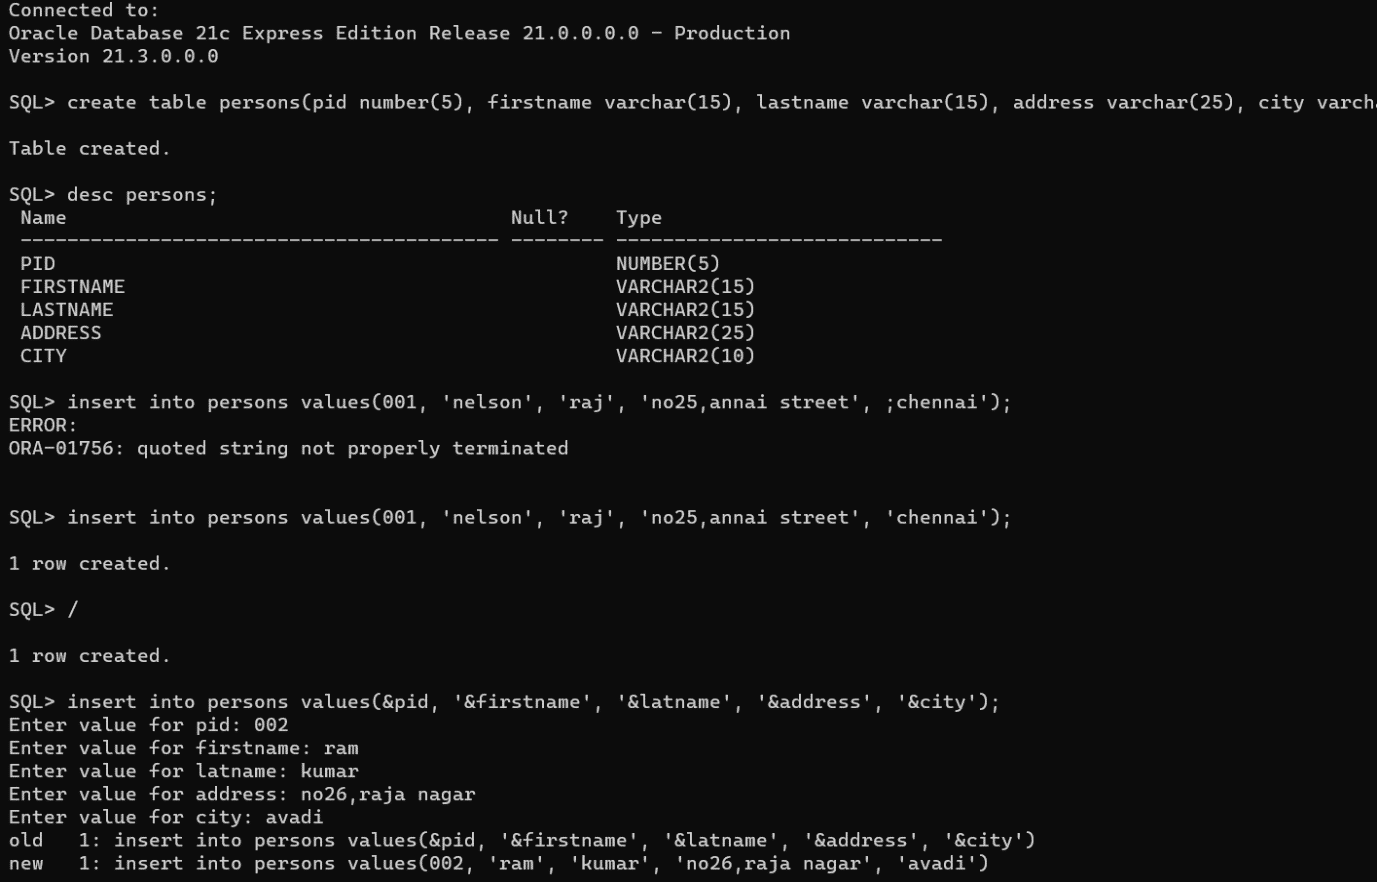 Connected to:
Oracle Database 21c Express Edition Release 21.0.0.0.0 - Production
Version 21.3.0.0.0
SQL> create table persons(pid number(5), firstname varchar(15), lastname varchar(15), address varchar(25), city varch
Table created.
SQL> desc persons;
Name Null? Type
----------------------------------------- -------- ----------------------------
PID NUMBER(5)
FIRSTNAME VARCHAR2(15)
LASTNAME VARCHAR2(15)
ADDRESS VARCHAR2(25)
CITY VARCHAR2(10)
SQL> insert into persons values(001, 'nelson', 'raj', 'no25,annai street', ;chennai');
ERROR:
ORA-01756: quoted string not properly terminated
SQL> insert into persons values(001, 'nelson', 'raj', 'no25,annai street', 'chennai');
1 row created.
SQL> /
1 row created.
SQL> insert into persons values(&pid, '&firstname', '&latname', '&address', '&city');
Enter value for pid: 002
Enter value for firstname: ram
Enter value for latname: kumar
Enter value for address: no26,raja nagar
Enter value for city: avadi
old 1: insert into persons values(&pid, '&firstname', '&latname', '&address', '&city')
new 1: insert into persons values(002, 'ram', 'kumar', 'no26,raja nagar', 'avadi')